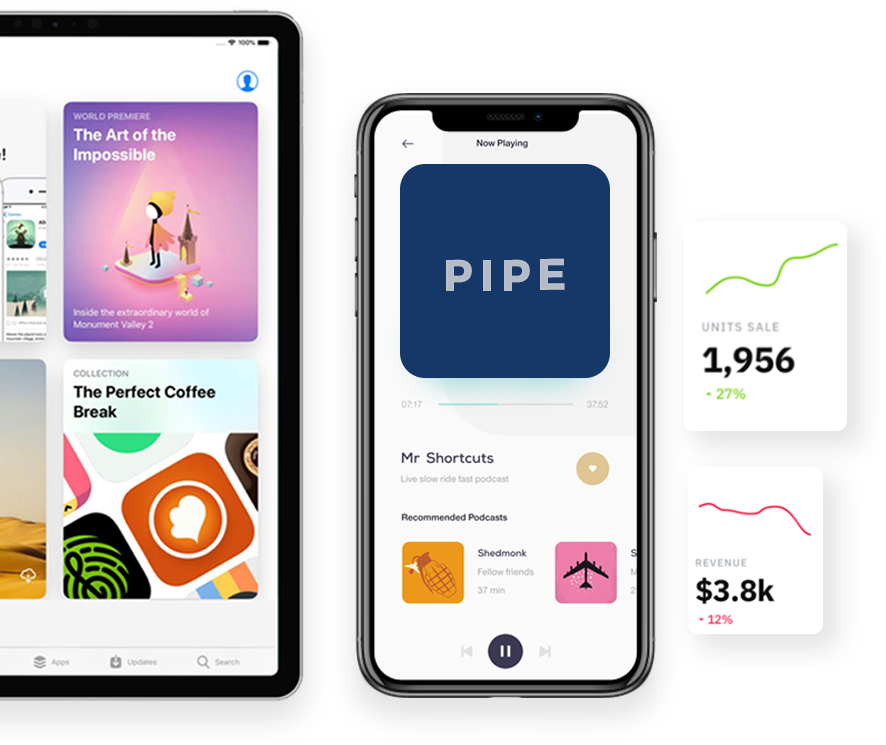 100%
WORLD PREMIERE
The Art of the
Impossible
Inside the extraordinary world of
Monument Valley 2
COLLECTION
The Perfect Coffee
Break
Apps
Updates
Search
Now Playing
PIPE
07:17
37:52
Mr Shortcuts
Live slow ride fast podcast
Recommended Podcasts
Shedmonk
Fellow friends
37 min
UNITS SALE
1,956
27%
REVENUE
$3.8k
12%